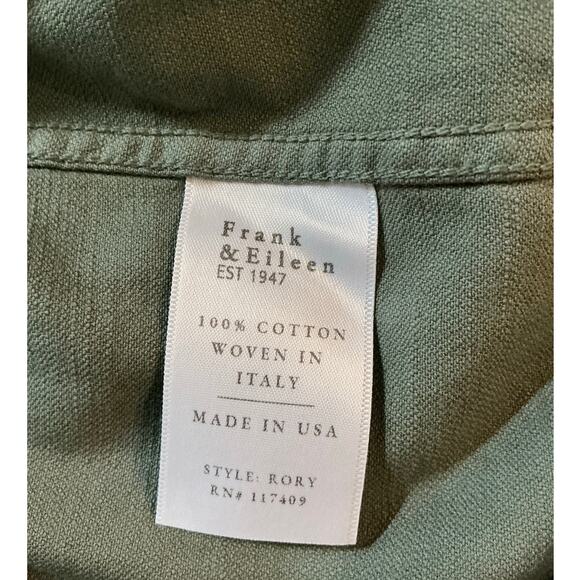 Frank
& Eileen
EST 1947
100% COTTON
WOVEN IN
ITALY
MADE IN USA
STYLE: RORY
RN# 117409